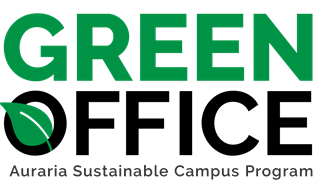 GREEN
OFFICE
Auraria Sustainable Campus Program